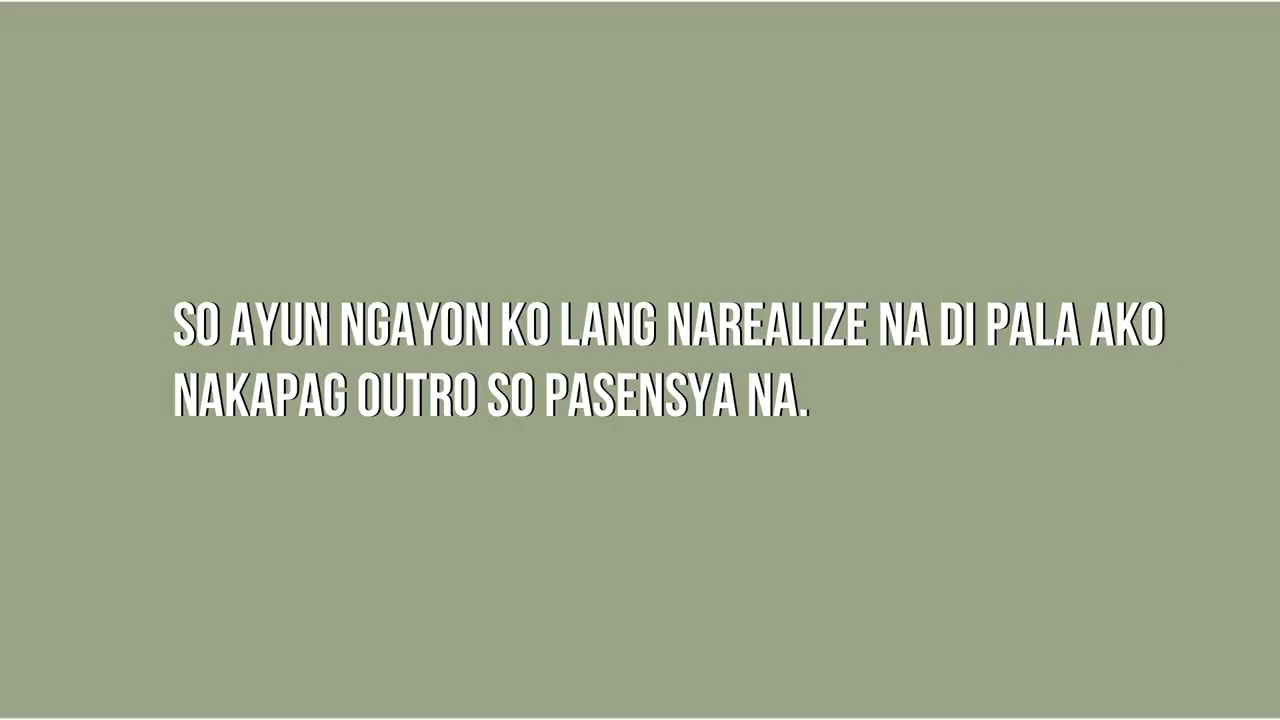 SO AYUN NGAYON KO LANG NAREALIZE NA DI PALA AKO
NAKAPAG OUTRO SO PASENSYA NA.